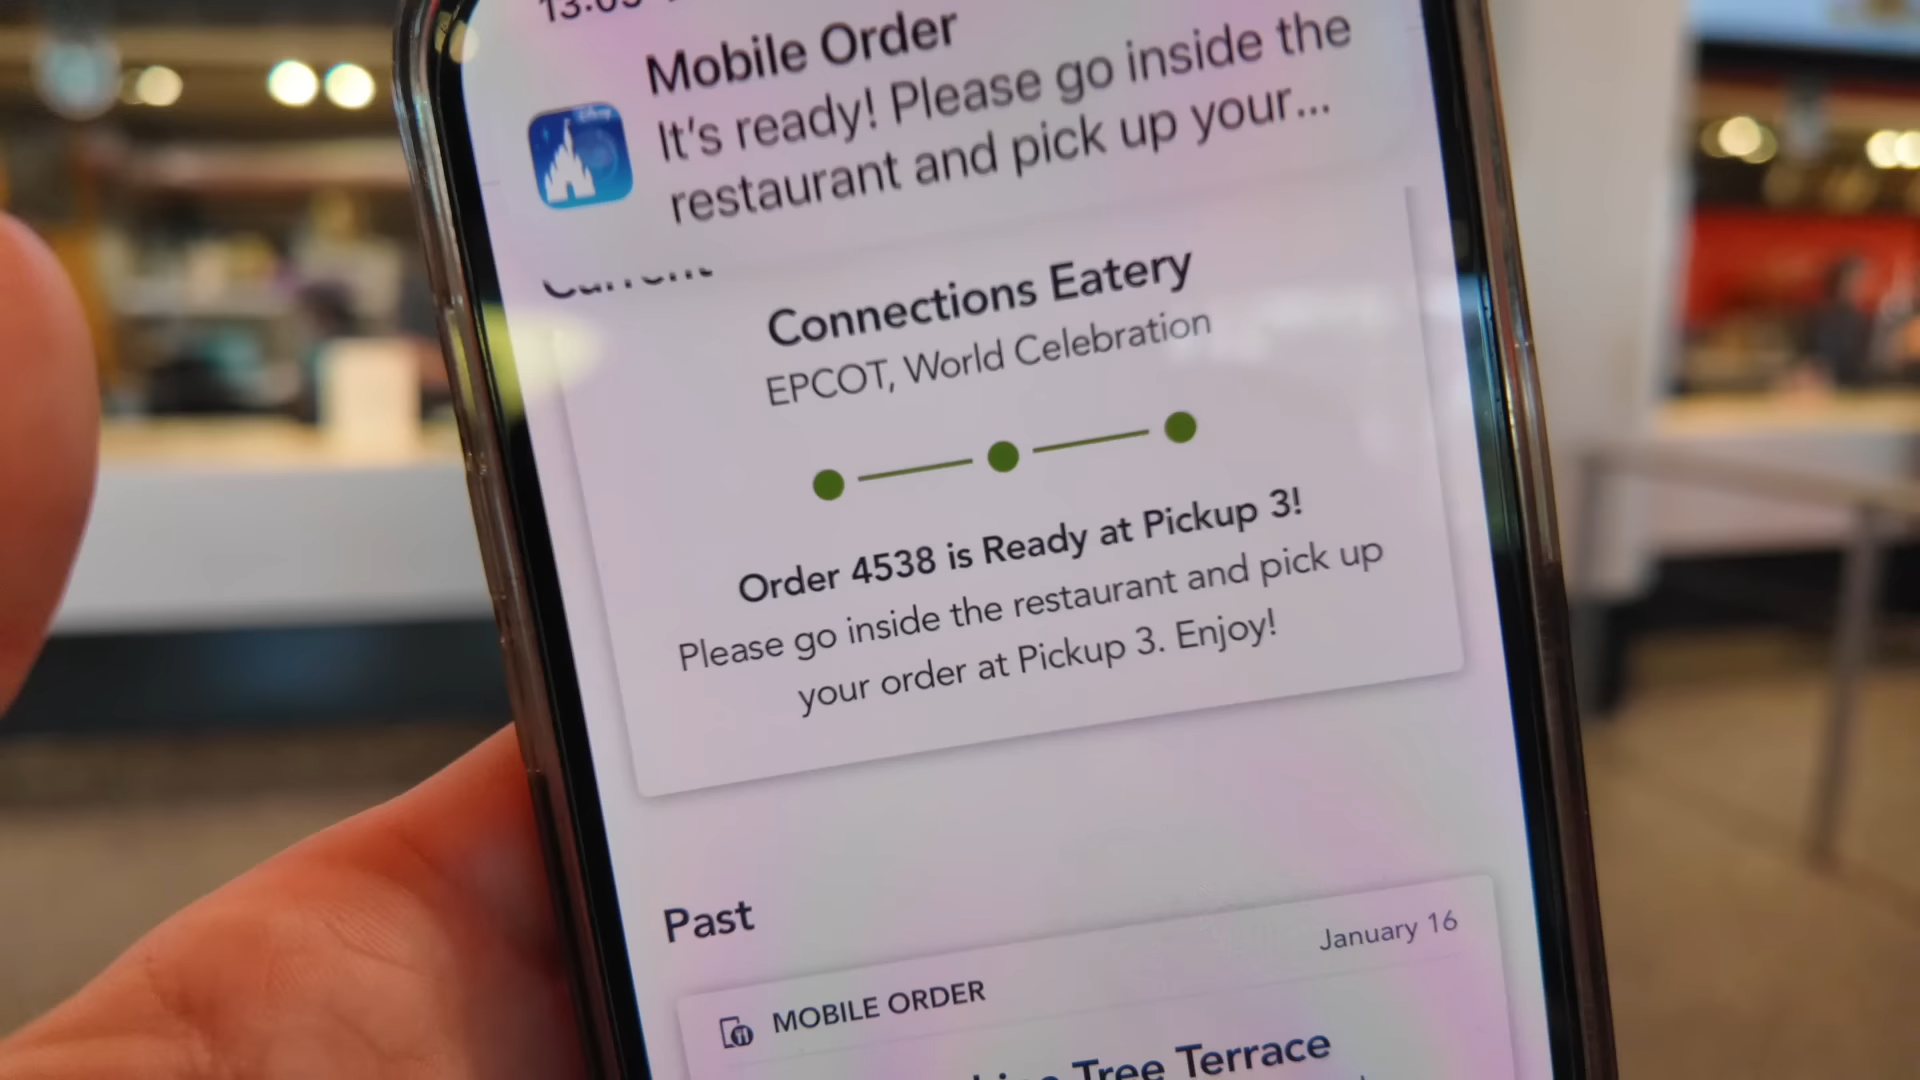 Mobile Order
It's ready! Please go inside the
restaurant and pick up your...
Connections Eatery
EPCOT, World Celebration
Order 4538 is Ready at Pickup 3!
Please go inside the restaurant and pick up
your order at Pickup 3. Enjoy!
Past
January 16
MOBILE ORDER
Tree Terrace